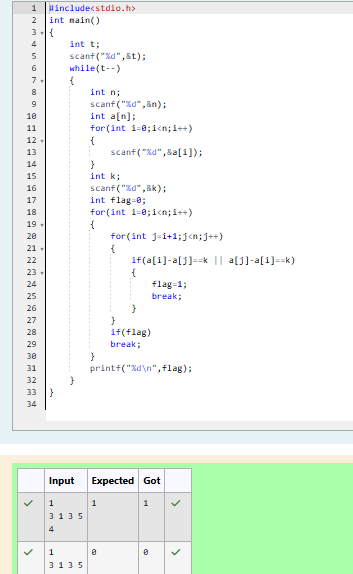 1 #include<stdio.h>
2 int main()
3 {
4 int t;
5 scanf("%d",&t);
6 while(t--)
7 {
8 int n;
9 scanf("%d",&n);
10 int a[n];
11 for(int i=0;i<n;i++)
12 {
13 scanf("%d",&a[i]);
14 }
15 int k;
16 scanf("%d",&k);
17 int flag=0;
18 for(int i=0;i<n;i++)
19 {
20 for(int j=i+1;j<n;j++)
21 {
22 if(a[i]-a[j]==k || a[j]-a[i]==k)
23 {
24 flag=1;
25 break;
26 }
27 }
28 if(flag)
29 break;
30 }
31 printf("%d\n",flag);
32 }
33 }
34
Input Expected Got
1 1 1
3 1 3 5
4
1 0 0
3 1 3 5